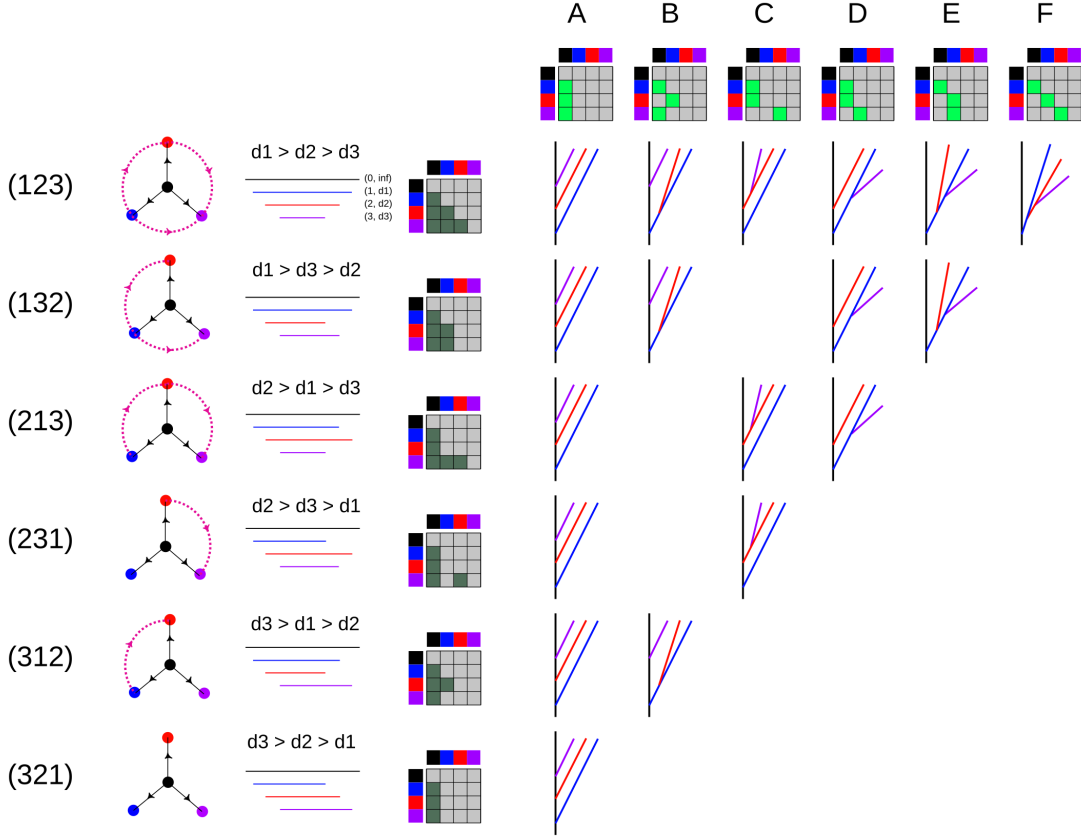 A B C D E F
(123)
d1 > d2 > d3
(0, inf)
(1, d1)
(2, d2)
(3, d3)
(132)
d1 > d3 > d2
(213)
d2 > d1 > d3
(231)
d2 > d3 > d1
(312)
d3 > d1 > d2
(321)
d3 > d2 > d1